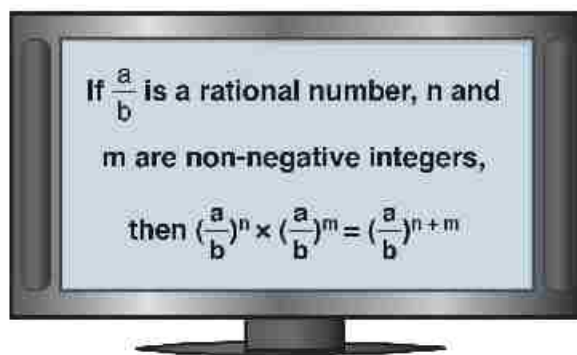 If a/b is a rational number, n and
m are non-negative integers,
then (a/b)ⁿ × (a/b)ᵐ = (a/b)ⁿ ⁺ ᵐ